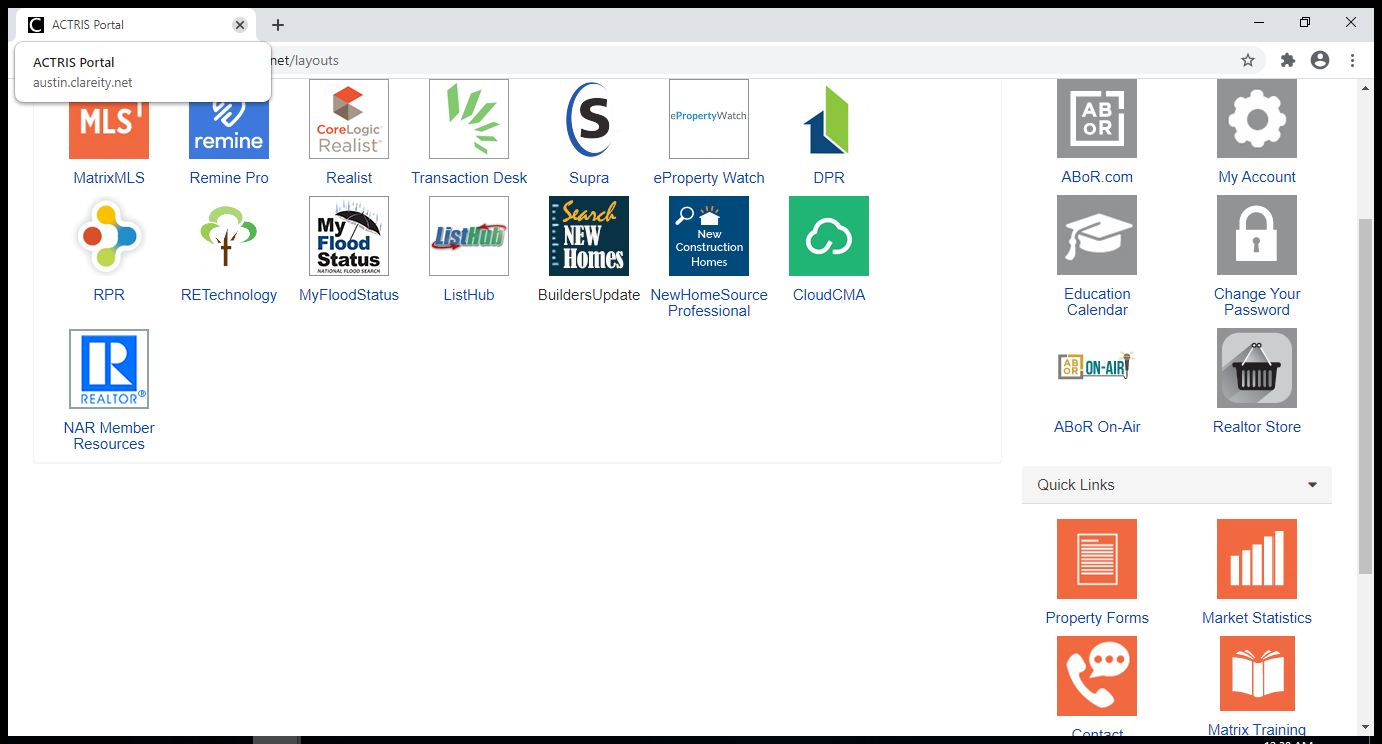 ACTRIS Portal
ACTRIS Portal
austin.clareity.net
net/layouts
MLS
remine
CoreLogic
Realist
ePropertyWatch
S
MatrixMLS
Remine Pro
Realist
Transaction Desk
Supra
eProperty Watch
DPR
My
Flood
Status
NATIONAL FLOOD SEARCH
ListHub
Search
NEW
Homes
New
Construction
Homes
RPR
RETechnology
MyFloodStatus
ListHub
BuildersUpdate
NewHomeSource
Professional
CloudCMA
R
REALTOR®
NAR Member
Resources
AB
oR
ABoR.com
My Account
Education
Calendar
Change Your
Password
AB
OR ON-AIR
ABoR On-Air
Realtor Store
Quick Links
Property Forms
Market Statistics
Contact
Matrix Training